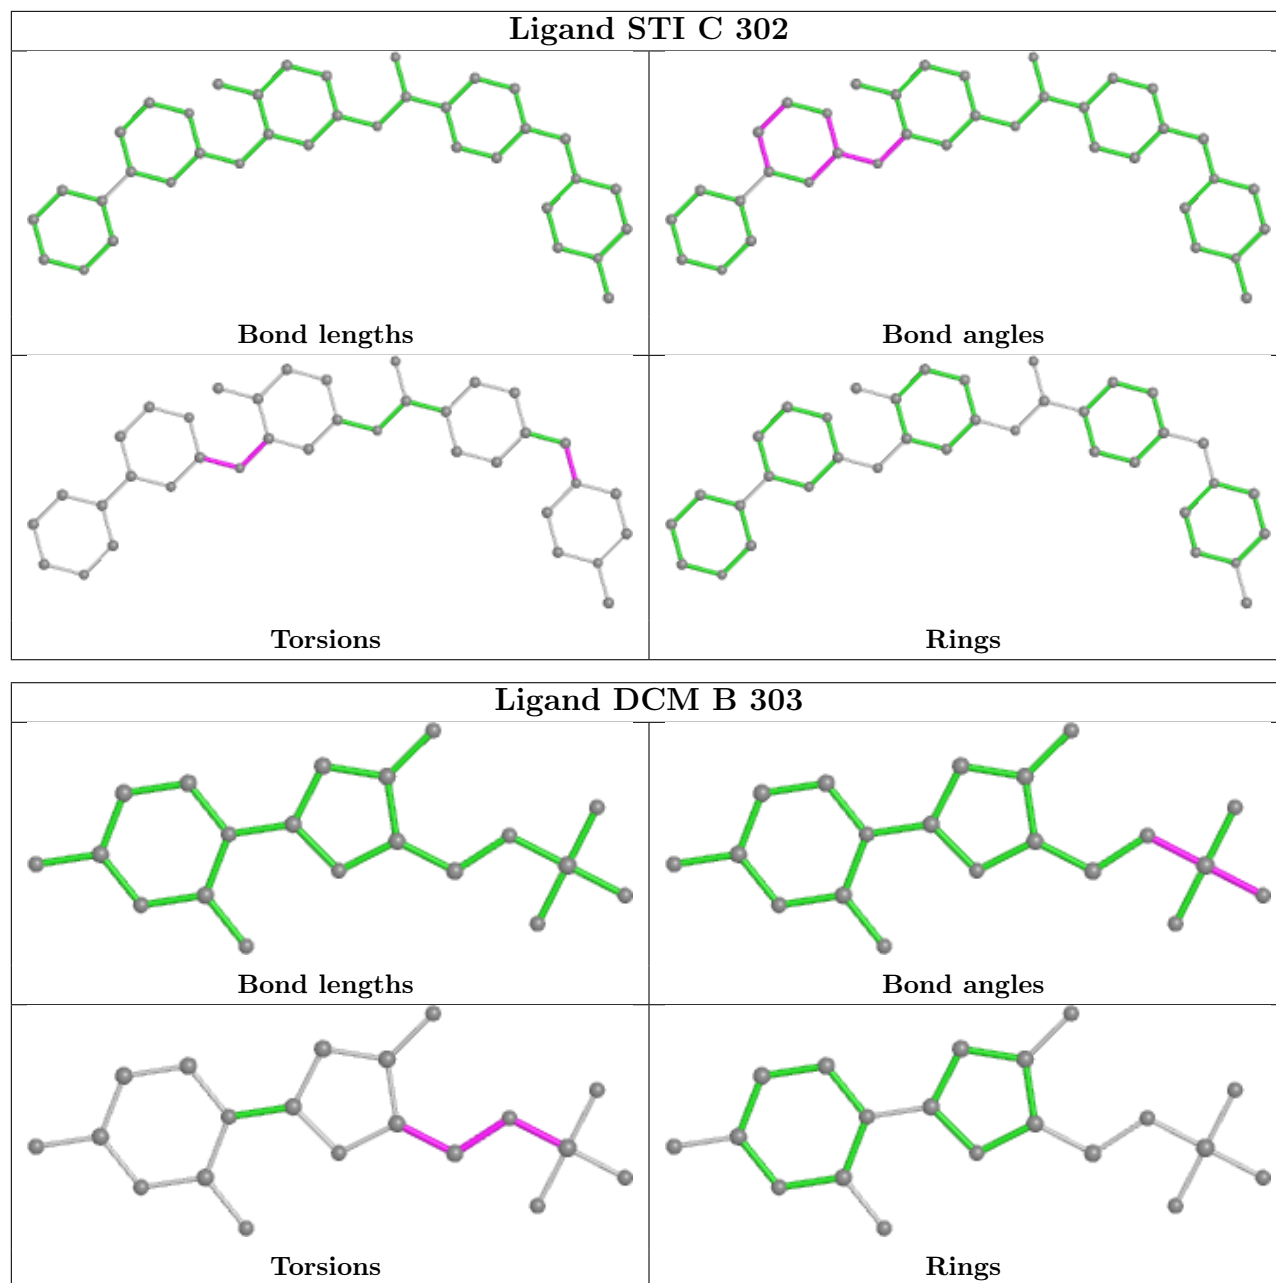 Ligand STI C 302
Bond lengths
Bond angles
Torsions
Rings
Ligand DCM B 303
Bond lengths
Bond angles
Torsions
Rings